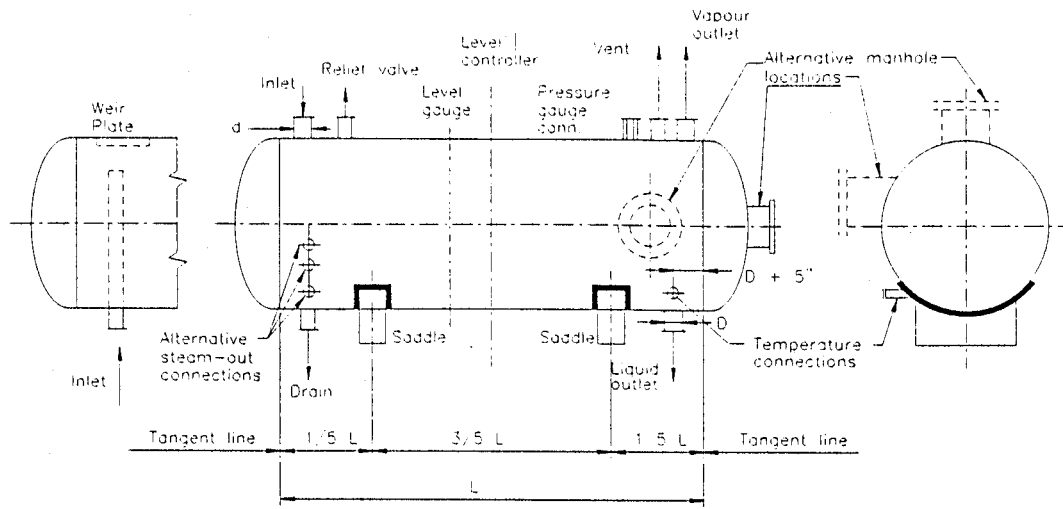 Vapour
outlet
Level
controller
Vent
Alternative manhole
locations
Relief valve
Inlet
Level
gauge
Pressure
gauge
conn.
Weir
Plate
d
D + 5"
D
Alternative
steam-out
connections
Saddle
Saddle
Temperature
connections
Inlet
Drain
Liquid
outlet
Tangent line
1/5 L
3/5 L
1 5 L
Tangent line
L